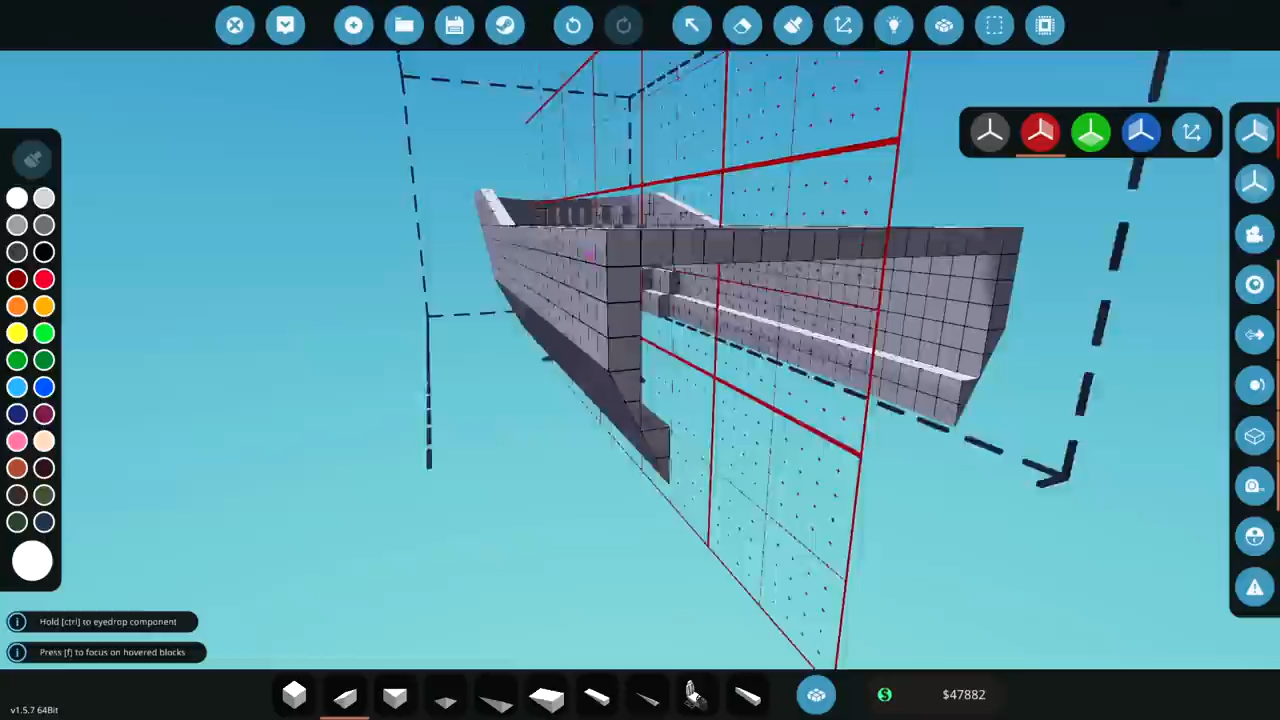 Hold [ctrl] to eyedrop component
Press [f] to focus on hovered blocks
$47882
v1.5.7 64Bit